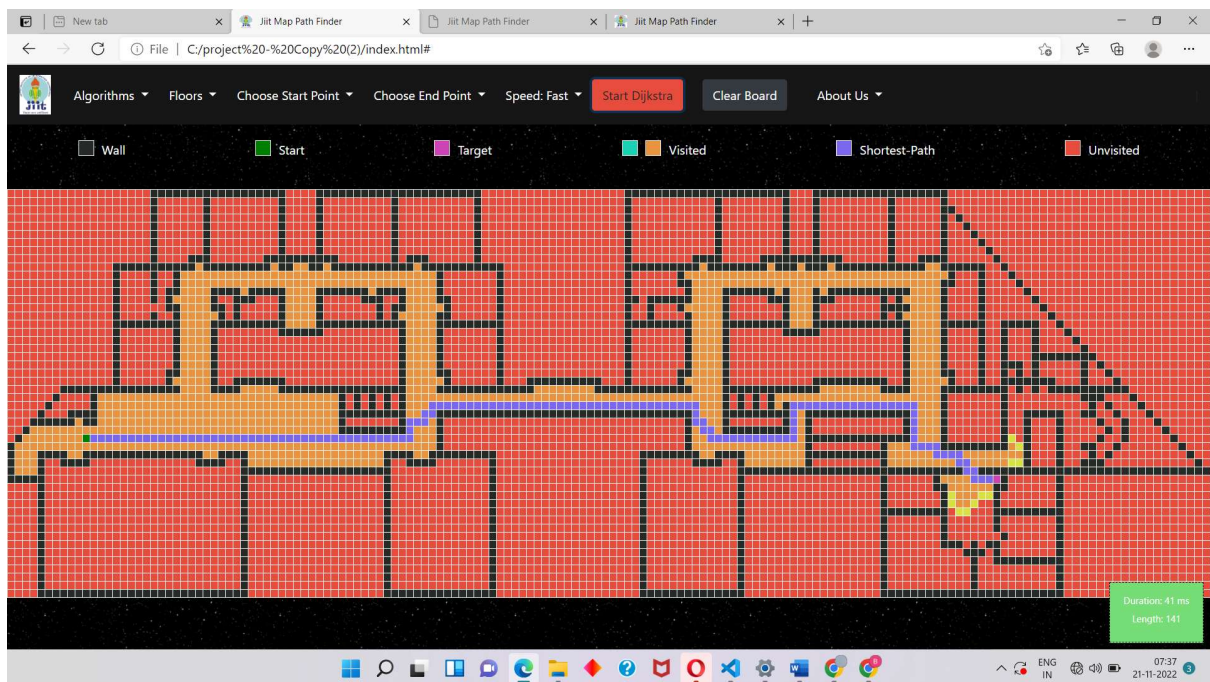 New tab
Jiit Map Path Finder
Jiit Map Path Finder
Jiit Map Path Finder
File | C:/project%20-%20Copy%20(2)/index.html#
JIIT
Algorithms
Floors
Choose Start Point
Choose End Point
Speed: Fast
Start Dijkstra
Clear Board
About Us
Wall
Start
Target
Visited
Shortest-Path
Unvisited
Duration: 41 ms
Length: 141
ENG
IN
07:37
21-11-2022
3